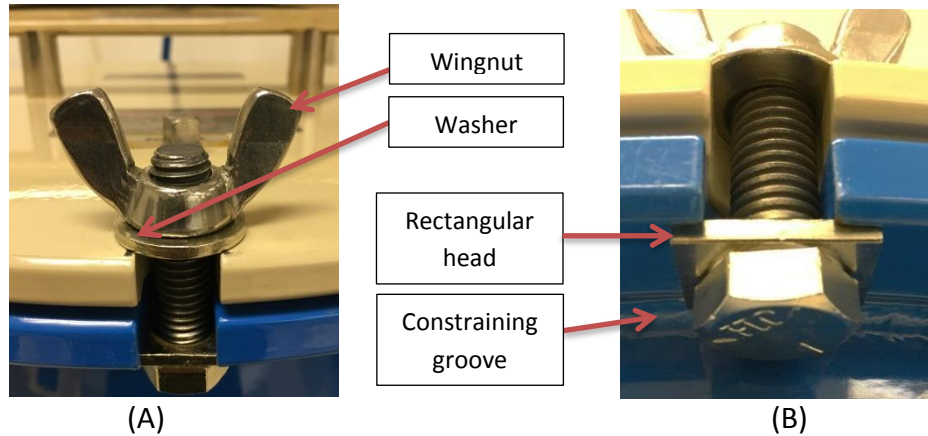 Wingnut
Washer
Rectangular
head
Constraining
groove
(A)
(B)